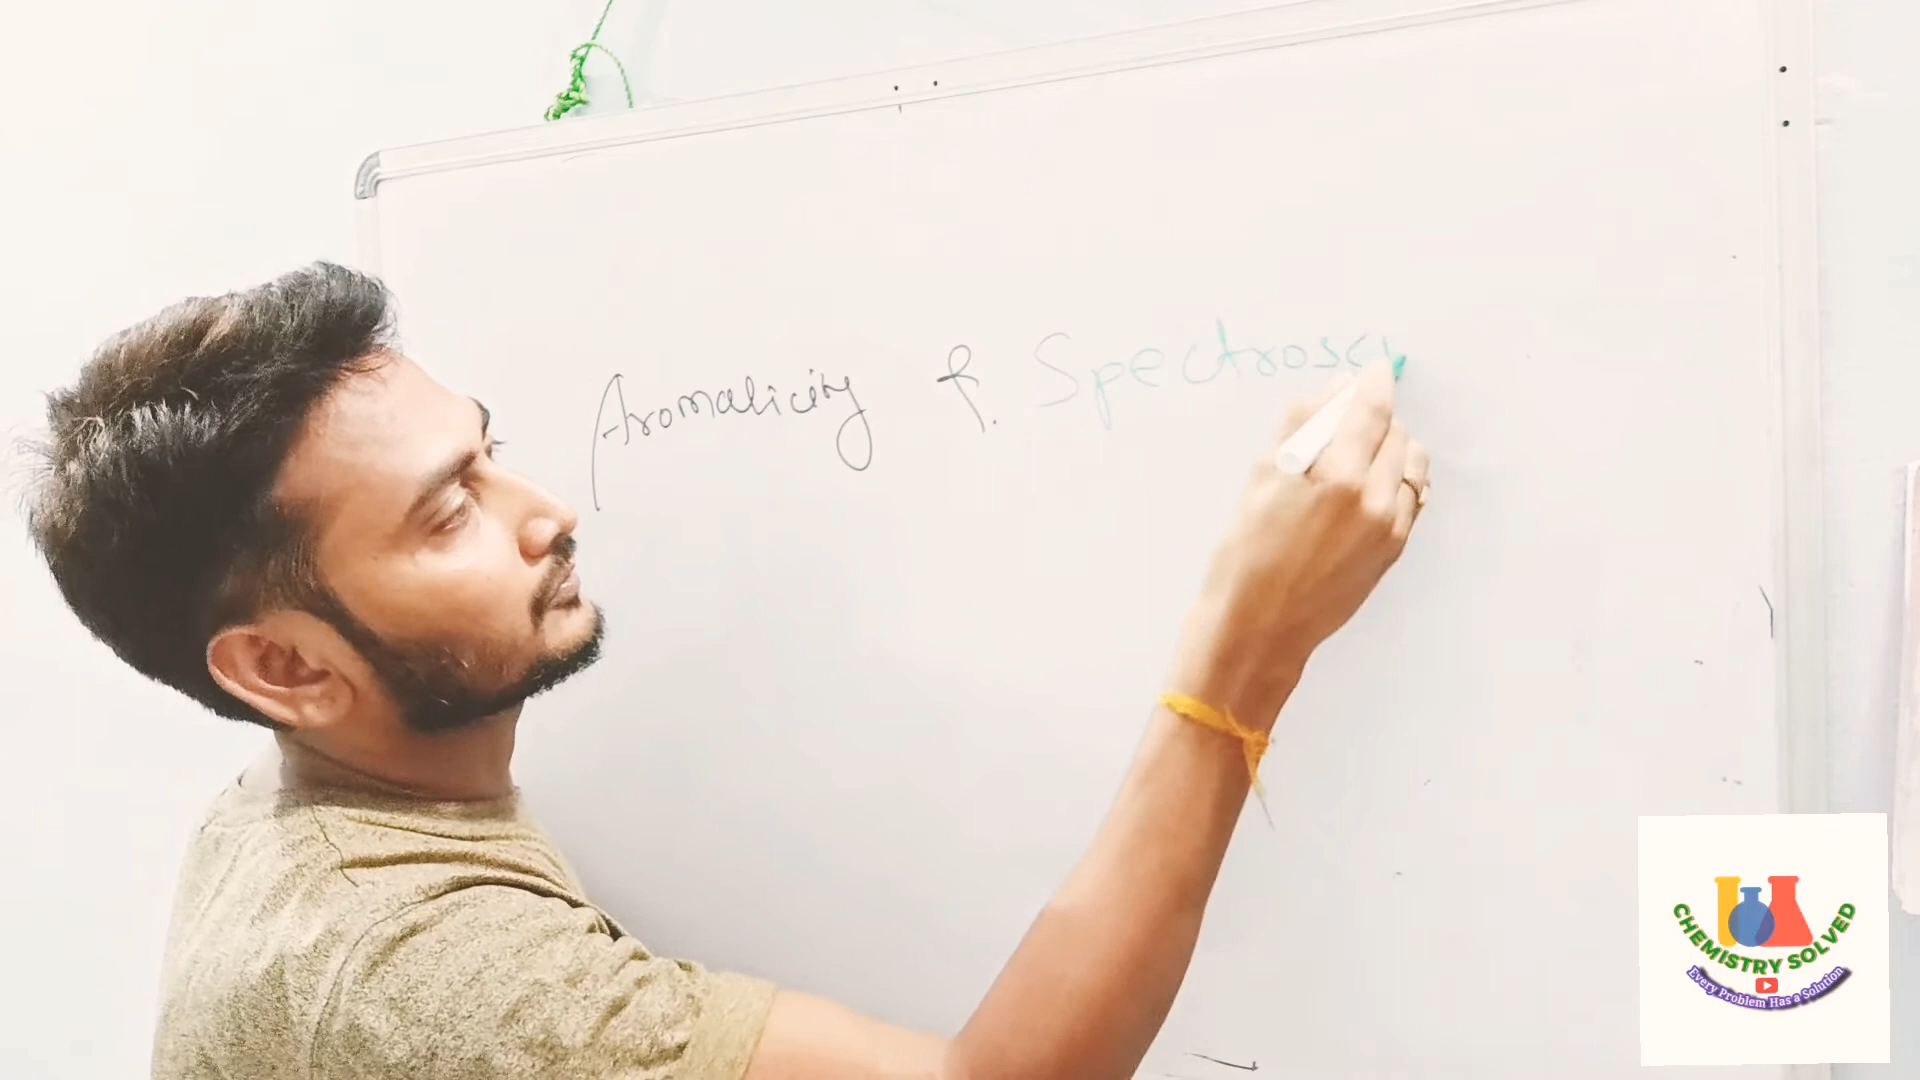 Aromaticity & Spectrosc
CHEMISTRY SOLVED
Every Problem Has a Solution